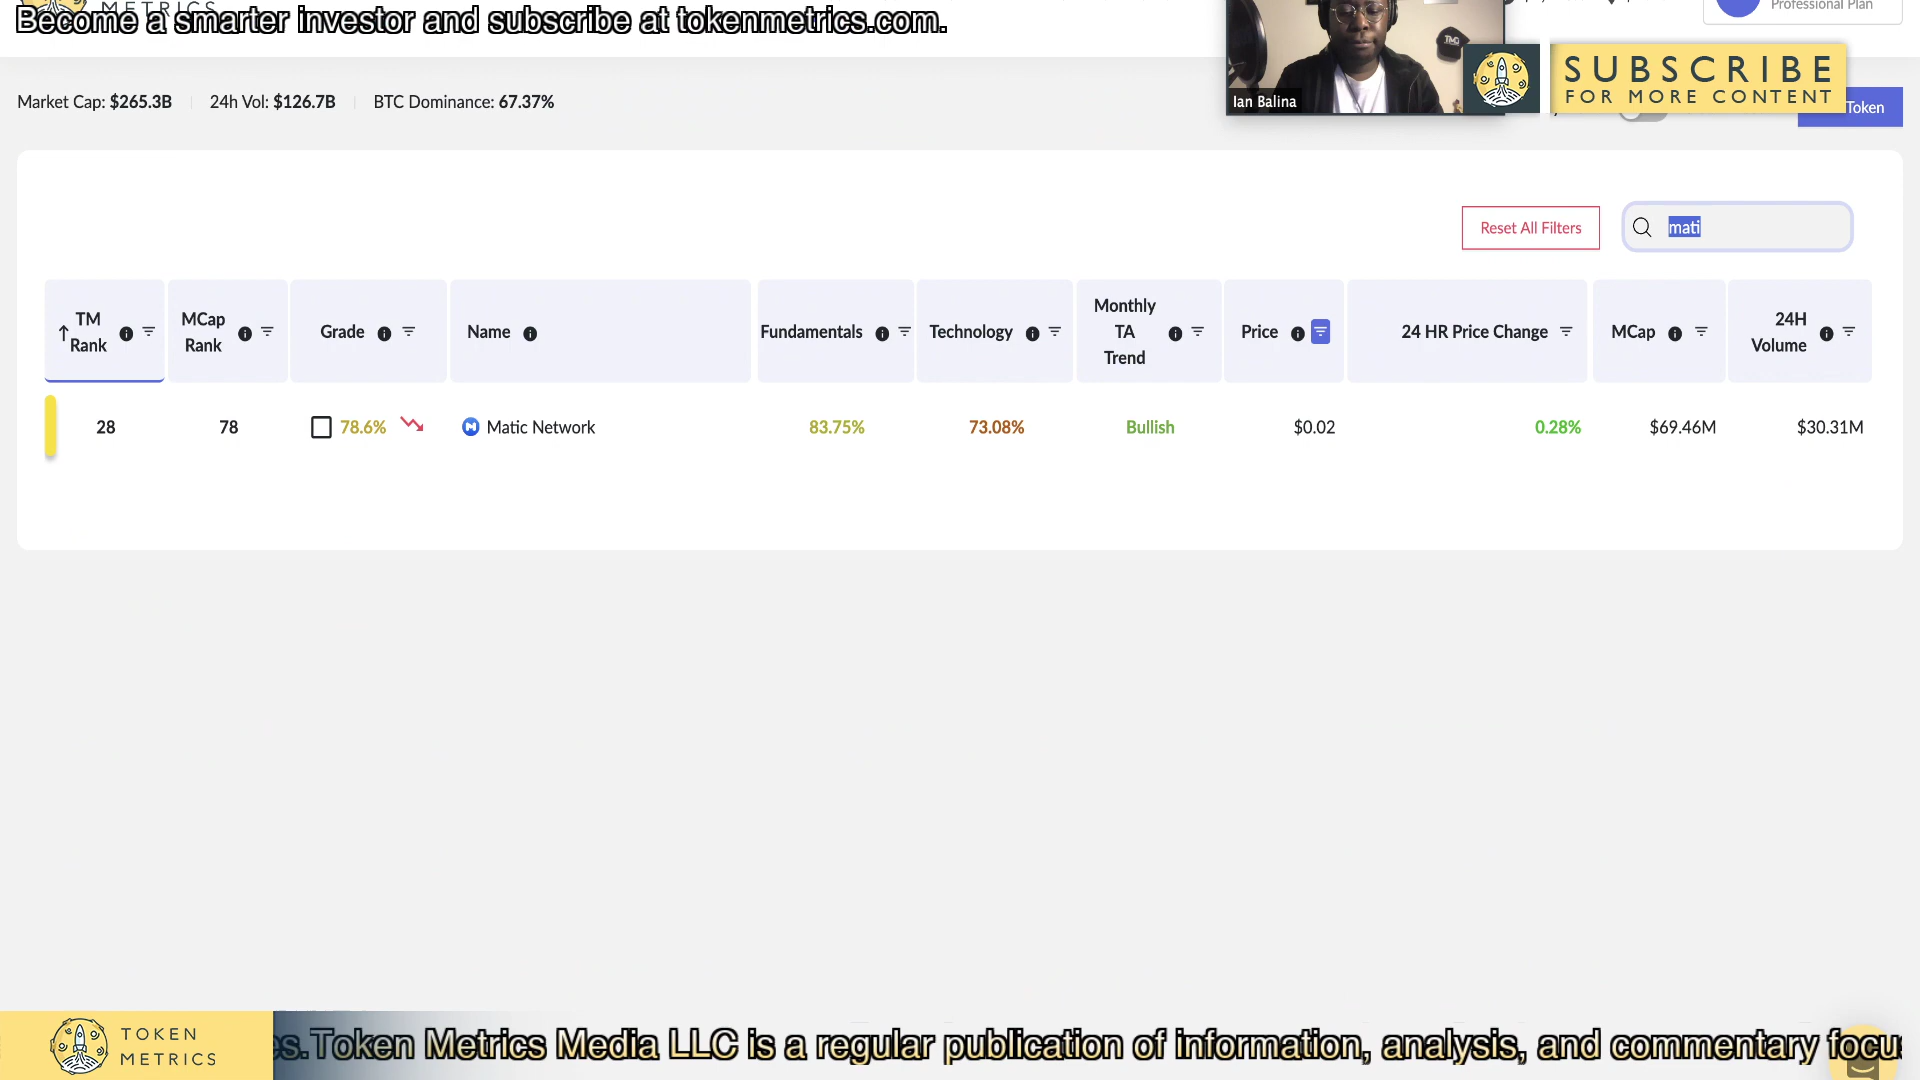 METRICS
Become a smarter investor and subscribe at tokenmetrics.com.
Professional Plan
SUBSCRIBE
FOR MORE CONTENT
Ian Balina
Token
Market Cap: $265.3B
24h Vol: $126.7B
BTC Dominance: 67.37%
Reset All Filters
mati
TM Rank
MCap Rank
Grade
Name
Fundamentals
Technology
Monthly TA Trend
Price
24 HR Price Change
MCap
24H Volume
28
78
78.6%
Matic Network
83.75%
73.08%
Bullish
$0.02
0.28%
$69.46M
$30.31M
TOKEN
METRICS
es.Token Metrics Media LLC is a regular publication of information, analysis, and commentary focus